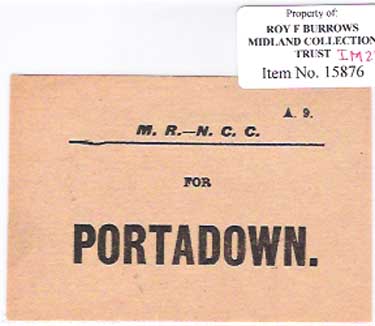 Property of:
ROY F BURROWS
MIDLAND COLLECTION
TRUST
Item No. 15876
A. 9.
M. R.—N. C. C.
FOR
PORTADOWN.